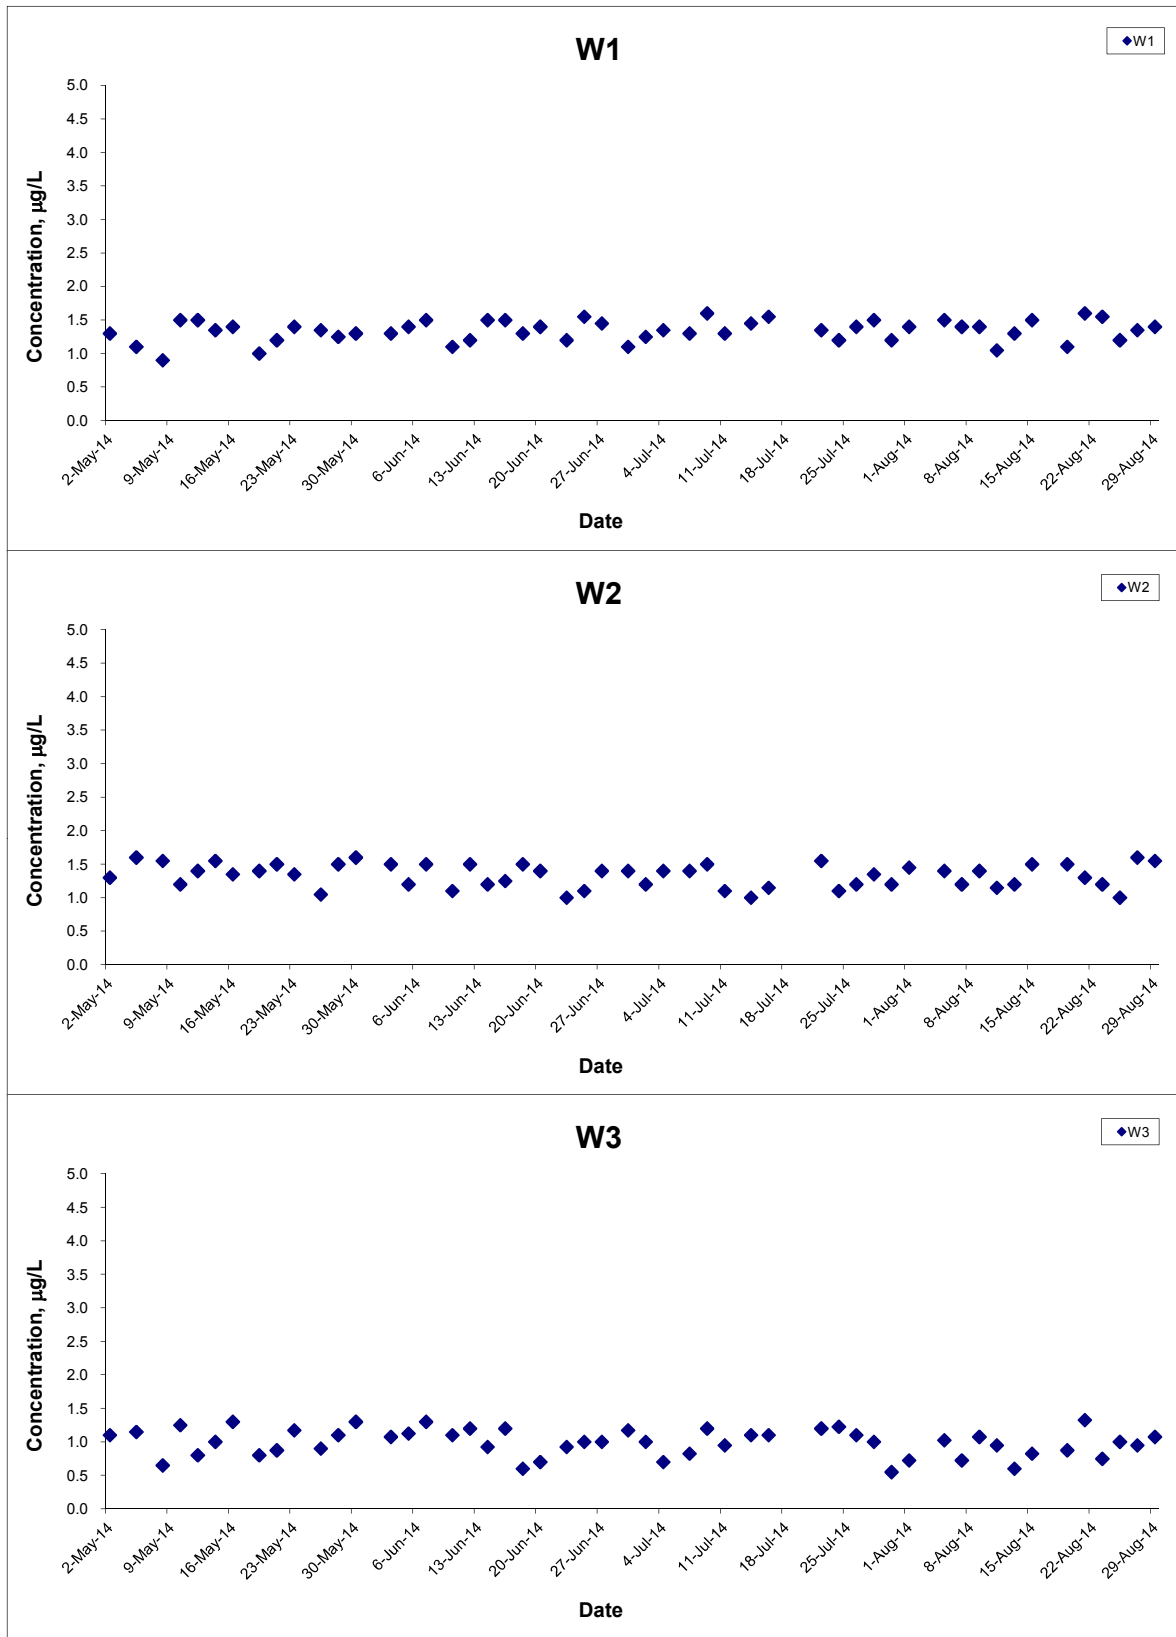 W1
W1
5.0
4.5
4.0
3.5
3.0
2.5
2.0
1.5
1.0
0.5
0.0
Concentration, µg/L
2-May-14 9-May-14 16-May-14 23-May-14 30-May-14 6-Jun-14 13-Jun-14 20-Jun-14 27-Jun-14 4-Jul-14 11-Jul-14 18-Jul-14 25-Jul-14 1-Aug-14 8-Aug-14 15-Aug-14 22-Aug-14 29-Aug-14
Date
W2
W2
5.0
4.5
4.0
3.5
3.0
2.5
2.0
1.5
1.0
0.5
0.0
Concentration, µg/L
2-May-14 9-May-14 16-May-14 23-May-14 30-May-14 6-Jun-14 13-Jun-14 20-Jun-14 27-Jun-14 4-Jul-14 11-Jul-14 18-Jul-14 25-Jul-14 1-Aug-14 8-Aug-14 15-Aug-14 22-Aug-14 29-Aug-14
Date
W3
W3
5.0
4.5
4.0
3.5
3.0
2.5
2.0
1.5
1.0
0.5
0.0
Concentration, µg/L
2-May-14 9-May-14 16-May-14 23-May-14 30-May-14 6-Jun-14 13-Jun-14 20-Jun-14 27-Jun-14 4-Jul-14 11-Jul-14 18-Jul-14 25-Jul-14 1-Aug-14 8-Aug-14 15-Aug-14 22-Aug-14 29-Aug-14
Date